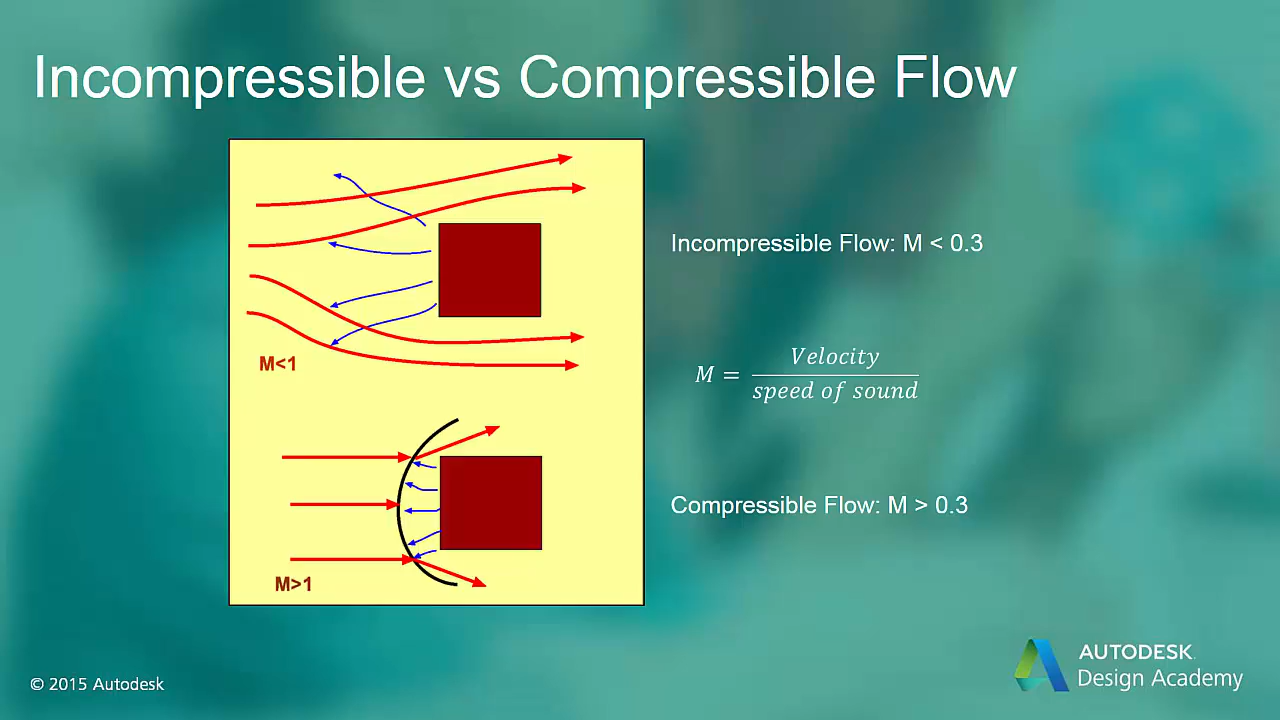 Incompressible vs Compressible Flow
M<1
M>1
Incompressible Flow: M < 0.3
M = Velocity / speed of sound
Compressible Flow: M > 0.3
© 2015 Autodesk
AUTODESK.
Design Academy